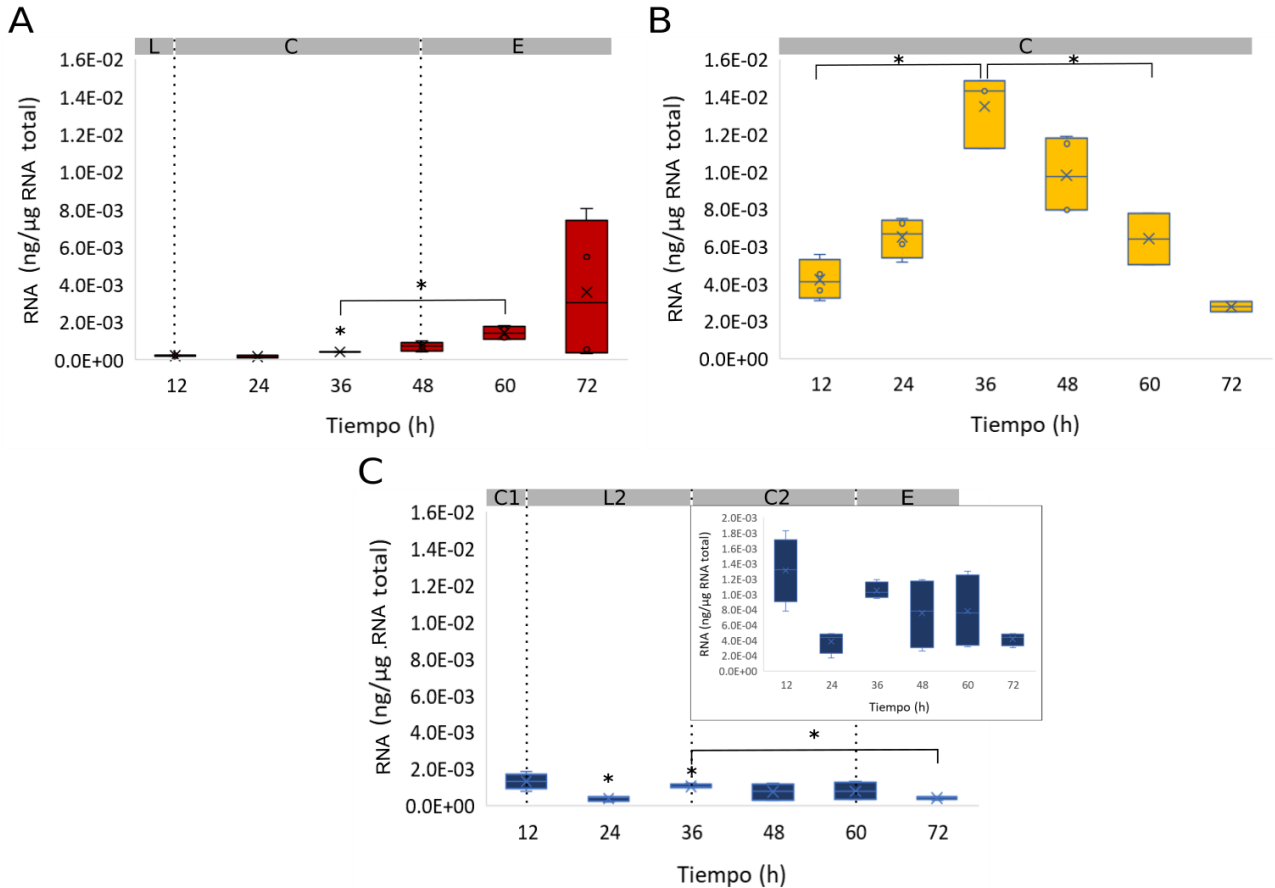 A
L C E
1.6E-02
1.4E-02
1.2E-02
1.0E-02
8.0E-03
6.0E-03
4.0E-03
2.0E-03
0.0E+00
RNA (ng/µg RNA total)
*
*
12 24 36 48 60 72
Tiempo (h)
B
C
1.6E-02
1.4E-02
1.2E-02
1.0E-02
8.0E-03
6.0E-03
4.0E-03
2.0E-03
0.0E+00
RNA (ng/µg RNA total)
* *
12 24 36 48 60 72
Tiempo (h)
C
C1 L2 C2 E
1.6E-02
1.4E-02
1.2E-02
1.0E-02
8.0E-03
6.0E-03
4.0E-03
2.0E-03
0.0E+00
RNA (ng/µg .RNA total)
*
* *
12 24 36 48 60 72
Tiempo (h)
2.0E-03
1.8E-03
1.6E-03
1.4E-03
1.2E-03
1.0E-03
8.0E-04
6.0E-04
4.0E-04
2.0E-04
0.0E+00
RNA (ng/µg RNA total)
12 24 36 48 60 72
Tiempo (h)